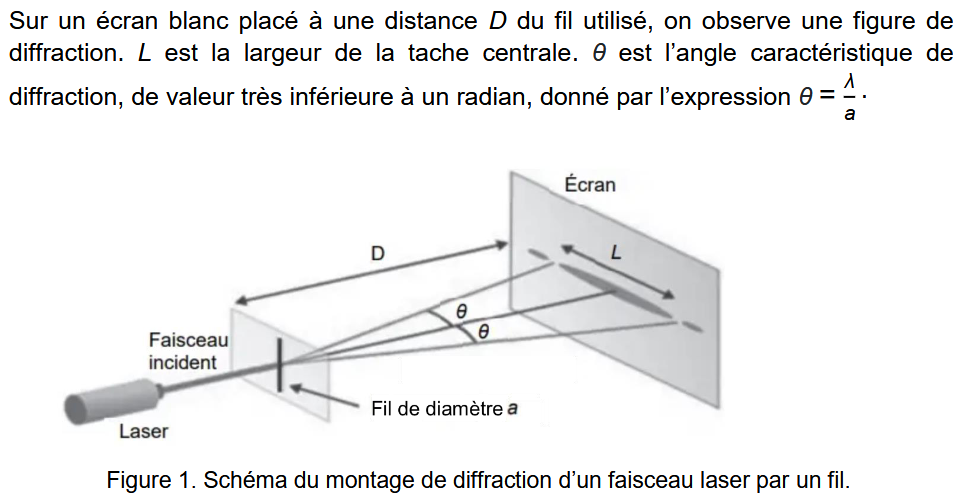 Sur un écran blanc placé à une distance D du fil utilisé, on observe une figure de
diffraction. L est la largeur de la tache centrale. θ est l'angle caractéristique de
diffraction, de valeur très inférieure à un radian, donné par l'expression θ = λ/a ·
Écran
D
L
θ
θ
Faisceau
incident
Fil de diamètre a
Laser
Figure 1. Schéma du montage de diffraction d'un faisceau laser par un fil.